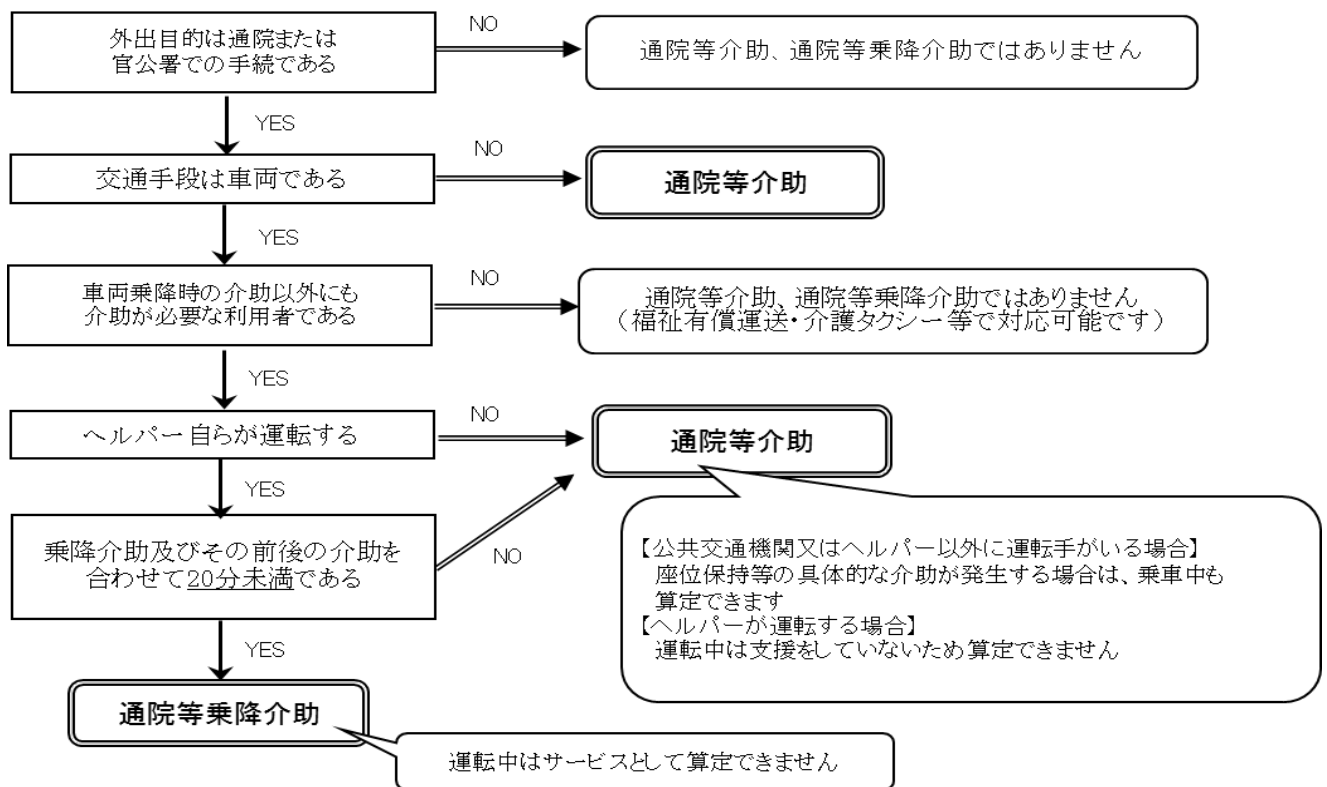 外出目的は通院または
官公署での手続である
NO
通院等介助、通院等乗降介助ではありません
YES
交通手段は車両である
NO
通院等介助
YES
車両乗降時の介助以外にも
介助が必要な利用者である
NO
通院等介助、通院等乗降介助ではありません
（福祉有償運送・介護タクシー等で対応可能です）
YES
ヘルパー自らが運転する
NO
通院等介助
YES
乗降介助及びその前後の介助を
合わせて20分未満である
NO
【公共交通機関又はヘルパー以外に運転手がいる場合】
座位保持等の具体的な介助が発生する場合は、乗車中も
算定できます
【ヘルパーが運転する場合】
運転中は支援をしていないため算定できません
YES
通院等乗降介助
運転中はサービスとして算定できません